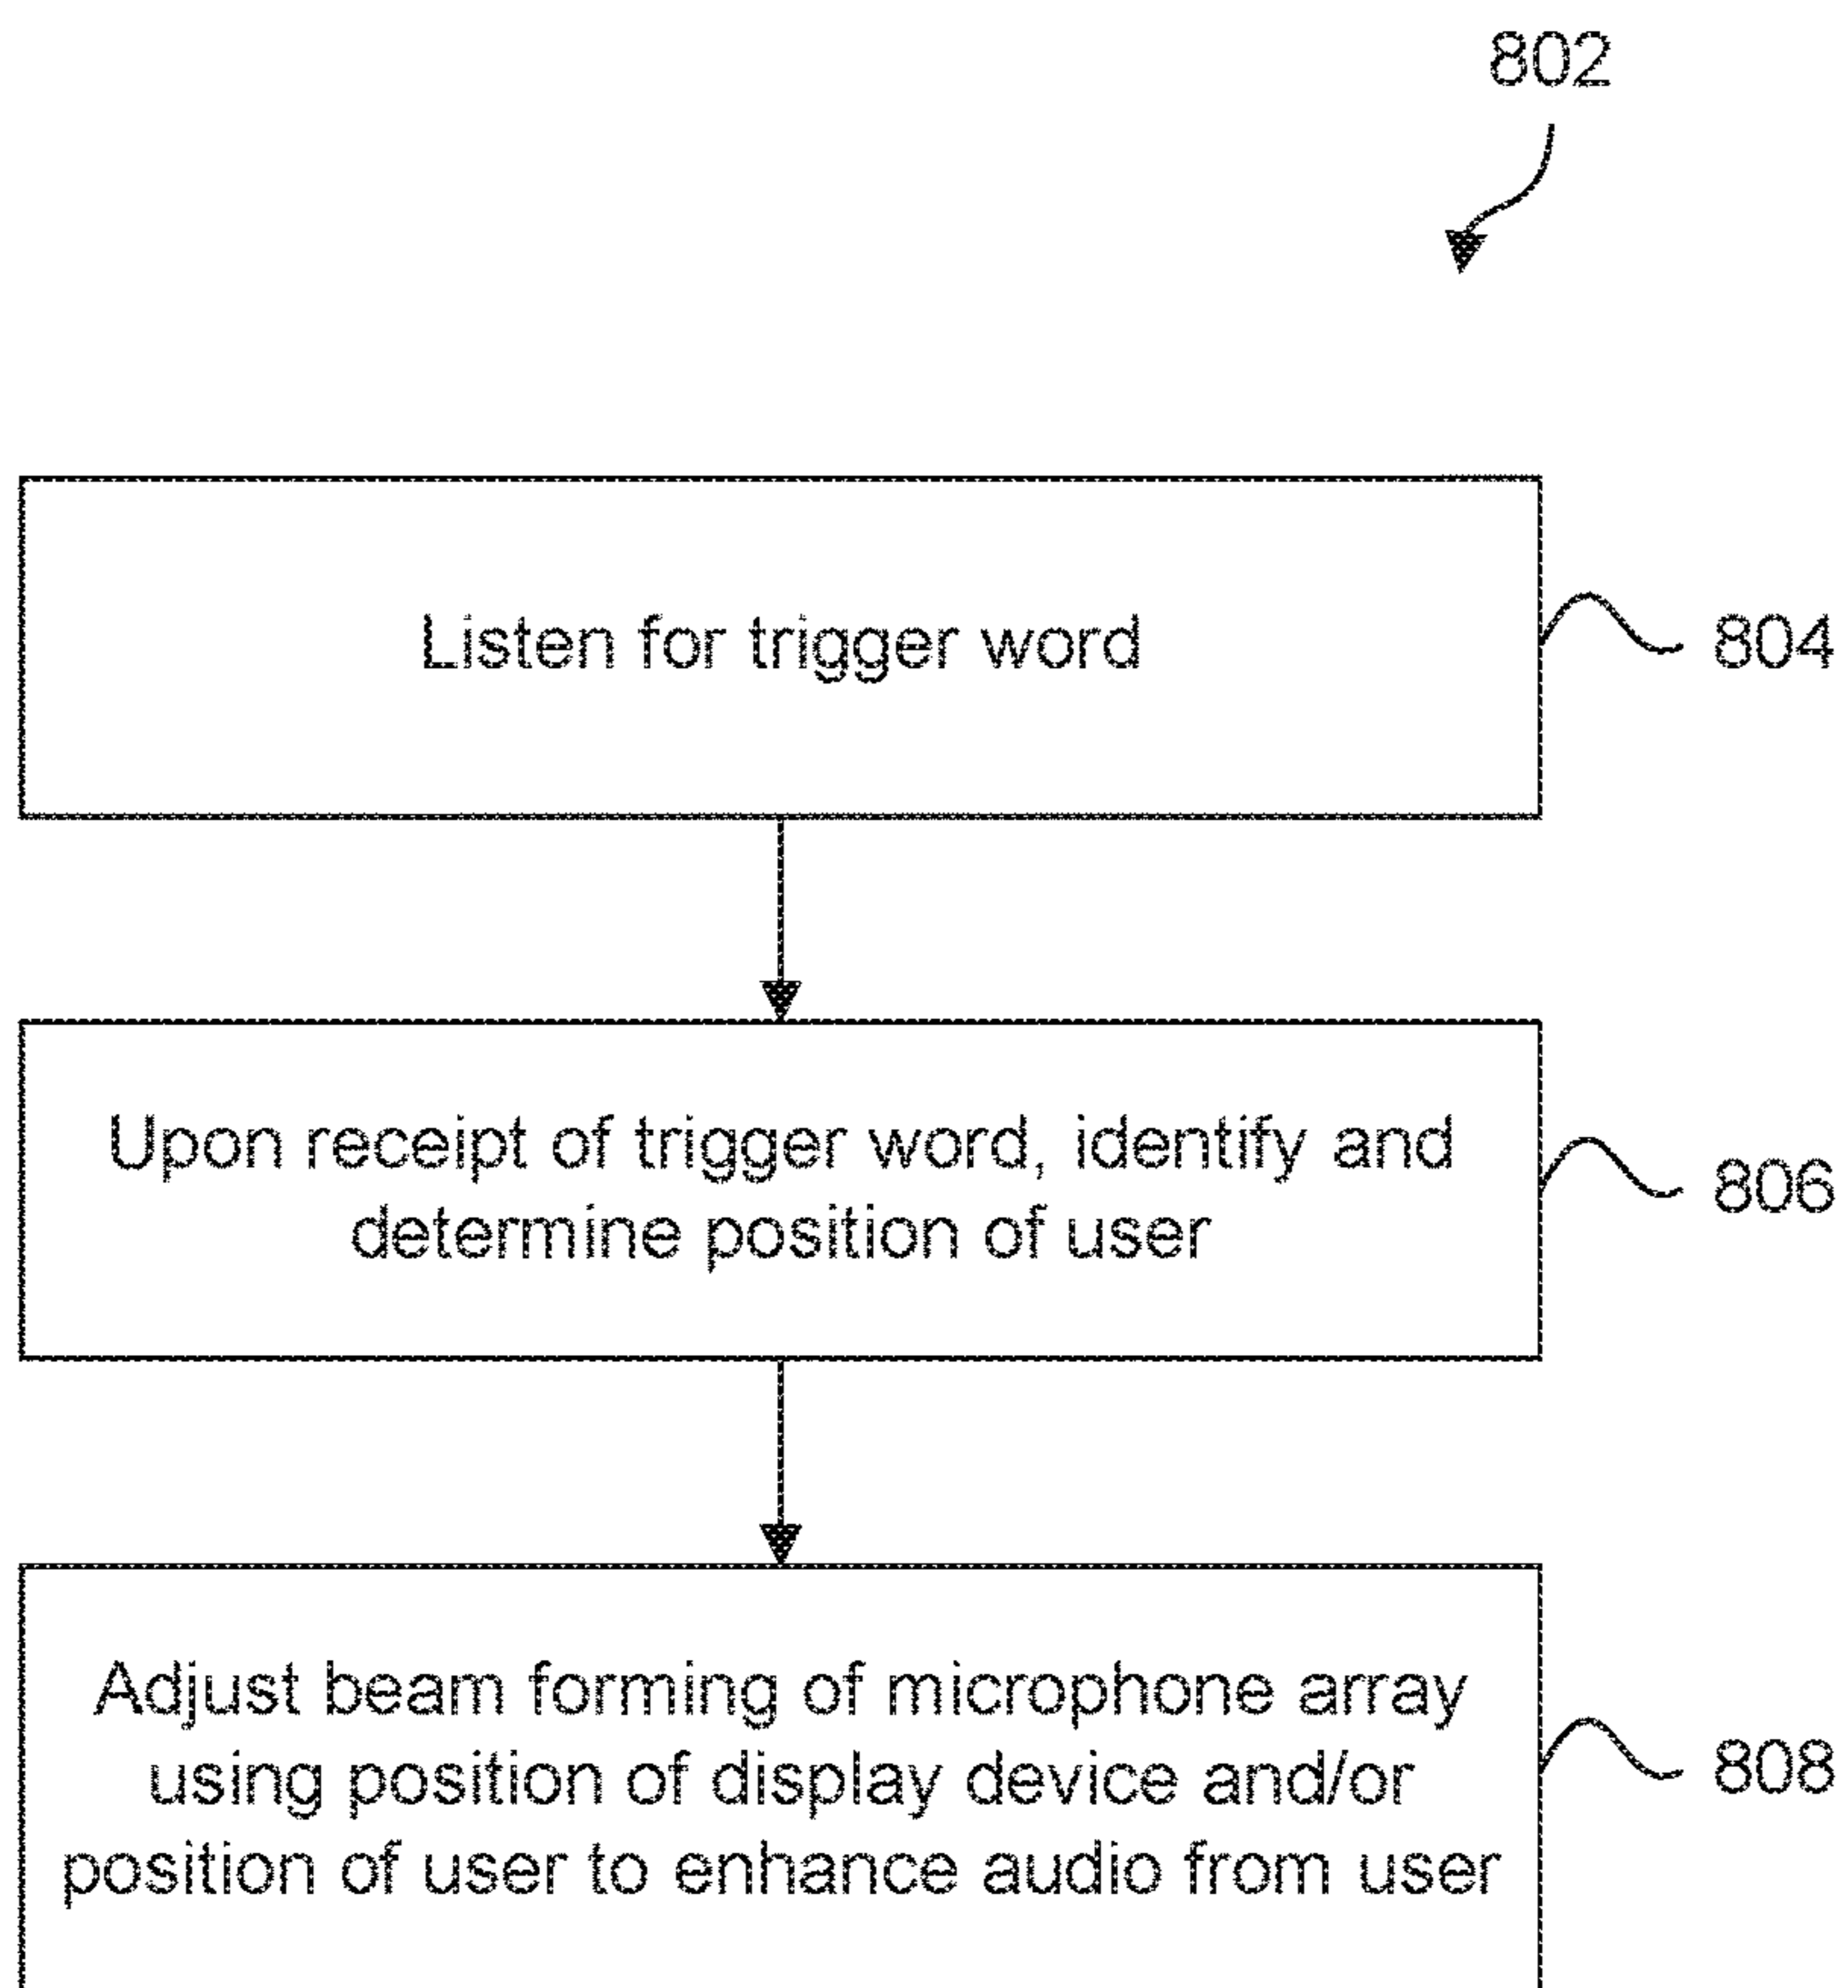 802
Listen for trigger word
804
Upon receipt of trigger word, identify and
determine position of user
806
Adjust beam forming of microphone array
using position of display device and/or
position of user to enhance audio from user
808